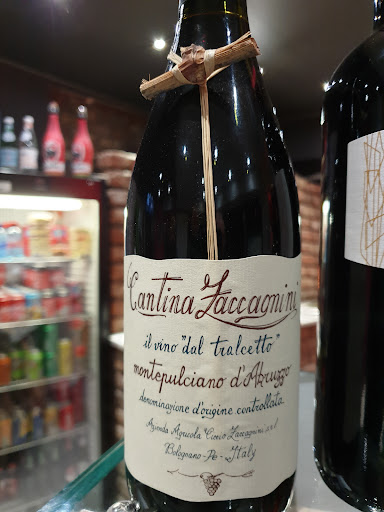 Cantina Zaccagnini
il vino "dal tralcetto"
montepulciano d'Abruzzo
denominazione d'origine controllata
Azienda Agricola Ciccio Zaccagnini s.r.l
Bolognano - Pe - Italy